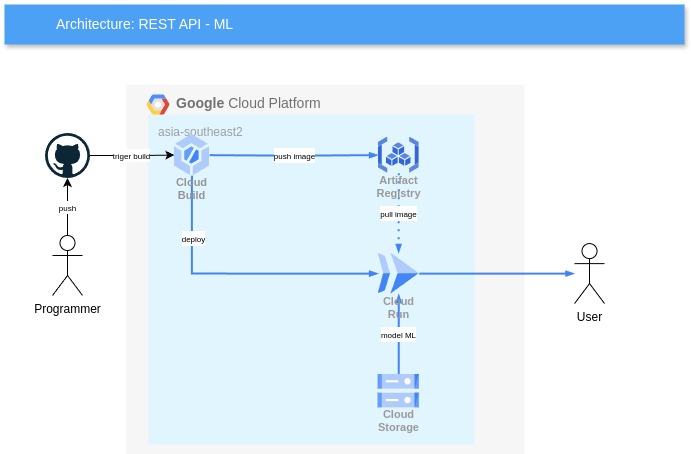 Architecture: REST API - ML
Google Cloud Platform
asia-southeast2
triger build
push image
Cloud
Build
Artifact
Registry
push
pull image
deploy
Programmer
Cloud
Run
User
model ML
Cloud
Storage